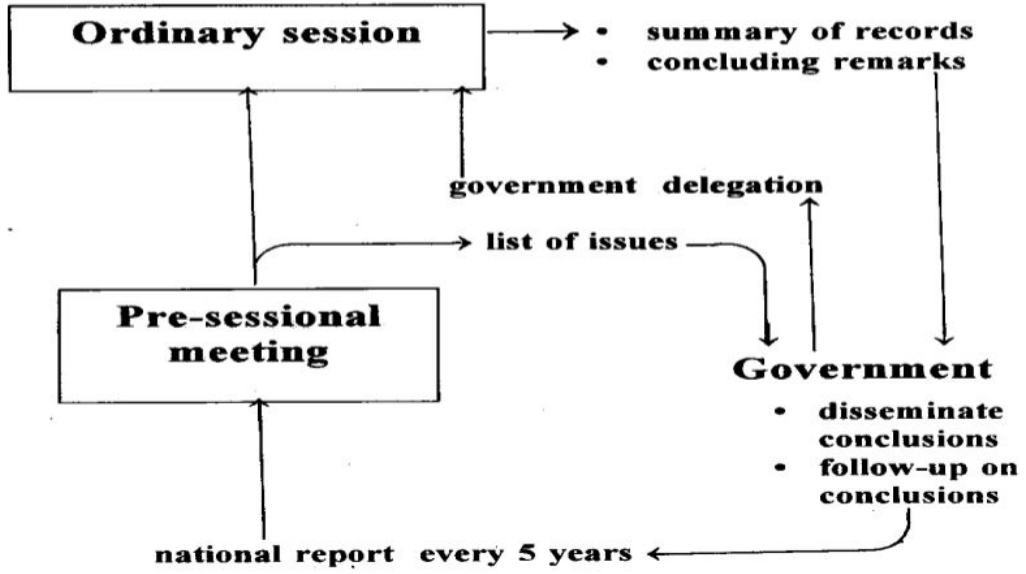 Ordinary session
• summary of records
• concluding remarks
government delegation
list of issues
Pre-sessional
meeting
Government
• disseminate
conclusions
• follow-up on
conclusions
national report every 5 years